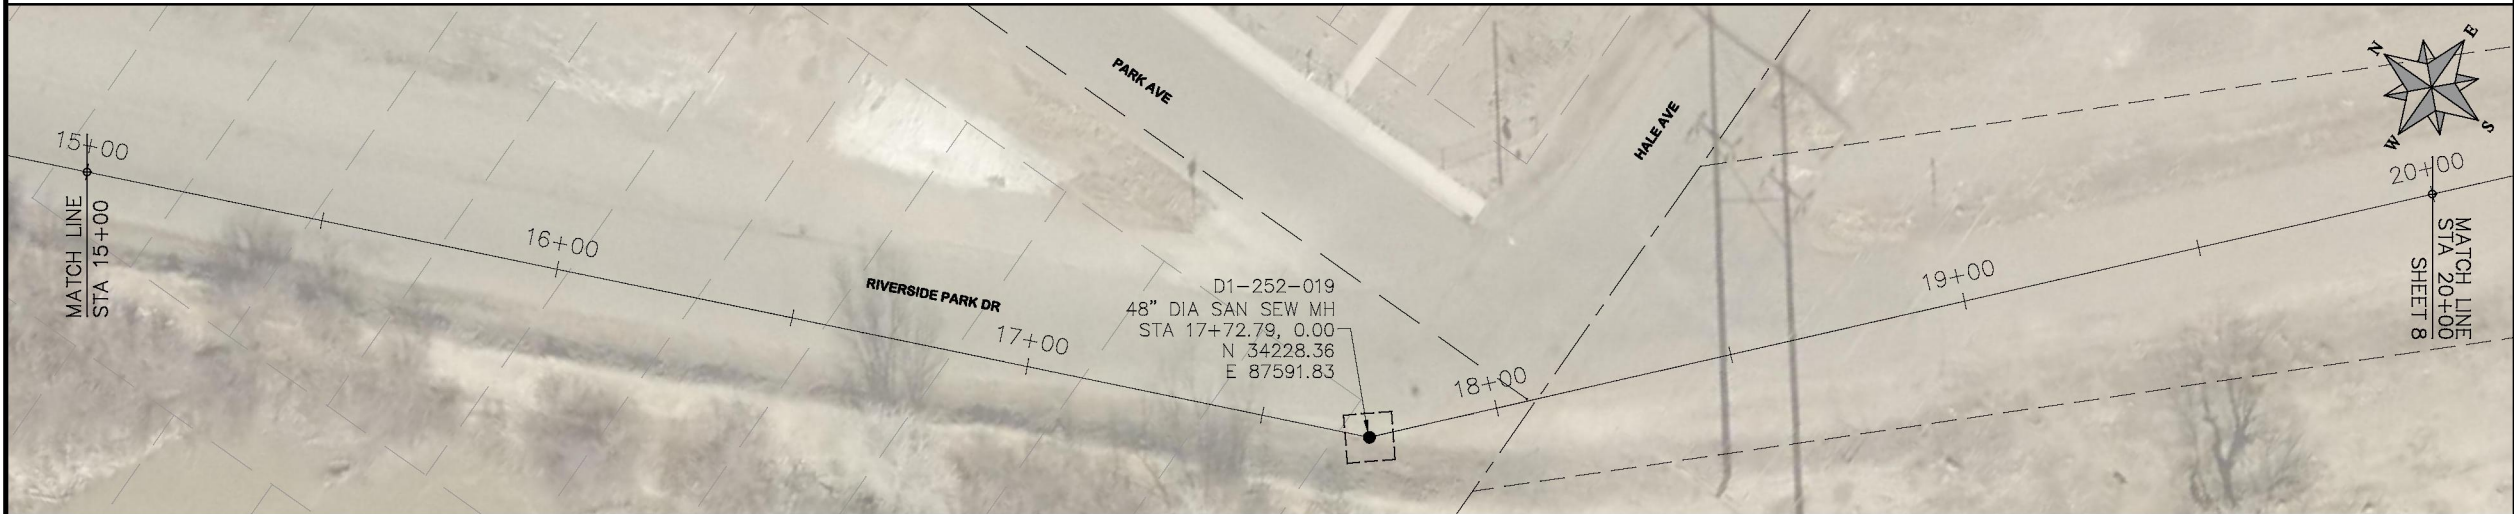 15+00
MATCH LINE
STA 15+00
16+00
RIVERSIDE PARK DR
17+00
PARK AVE
HALE AVE
D1-252-019
48" DIA SAN SEW MH
STA 17+72.79, 0.00
N 34228.36
E 87591.83
18+00
19+00
20+00
MATCH LINE
STA 20+00
SHEET 8
N
E
S
W